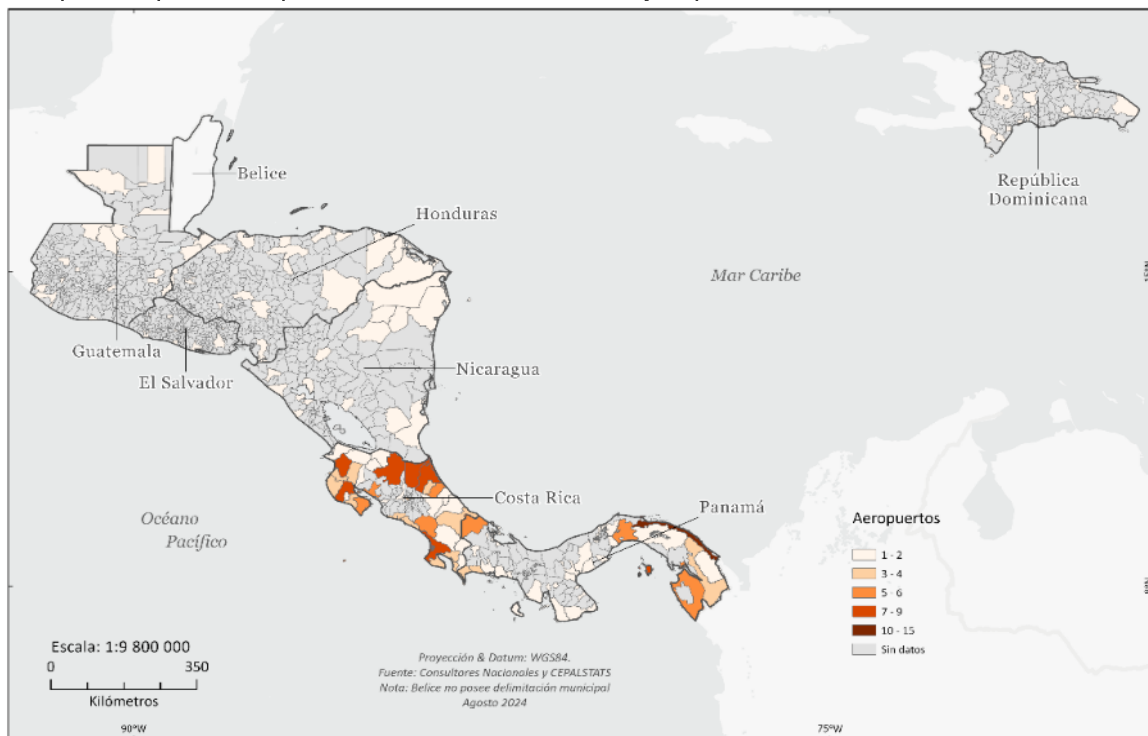 Belice
Honduras
República
Dominicana
Mar Caribe
Guatemala
El Salvador
Nicaragua
Costa Rica
Panamá
Océano
Pacífico
Aeropuertos
1 - 2
3 - 4
5 - 6
7 - 9
10 - 15
Sin datos
Escala: 1:9 800 000
0 350
Kilómetros
Proyección & Datum: WGS84.
Fuente: Consultores Nacionales y CEPALSTATS
Nota: Belice no posee delimitación municipal
Agosto 2024
90°W 75°W